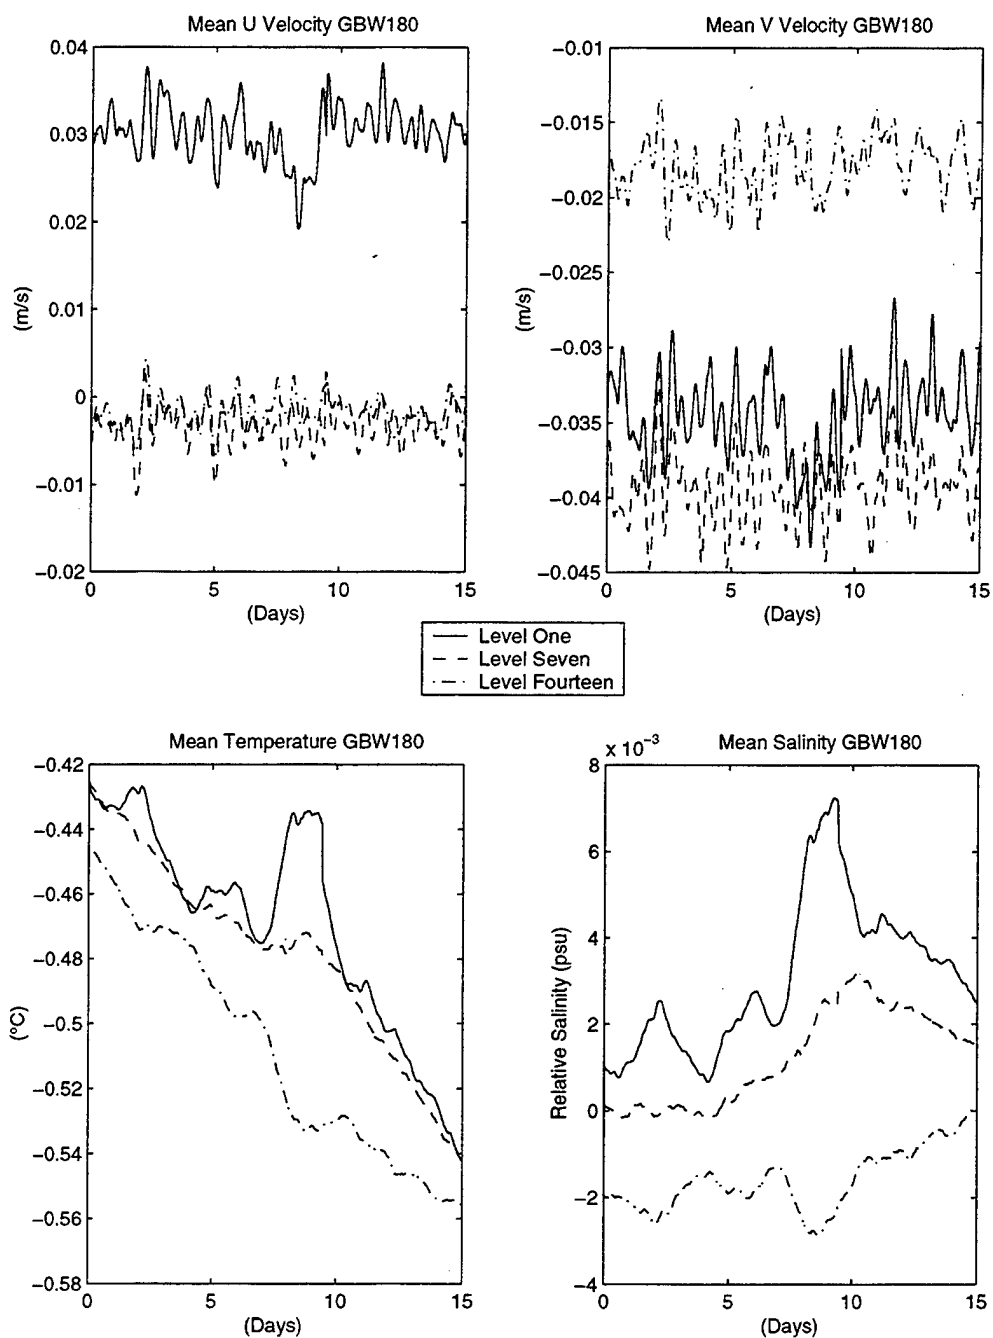 Mean U Velocity GBW180
0.04
0.03
0.02
0.01
0
−0.01
−0.02
(m/s)
0 5 10 15
(Days)
Mean V Velocity GBW180
−0.01
−0.015
−0.02
−0.025
−0.03
−0.035
−0.04
−0.045
(m/s)
0 5 10 15
(Days)
Level One
Level Seven
Level Fourteen
Mean Temperature GBW180
−0.42
−0.44
−0.46
−0.48
−0.5
−0.52
−0.54
−0.56
−0.58
(°C)
0 5 10 15
(Days)
x 10⁻³ Mean Salinity GBW180
8
6
4
2
0
−2
−4
Relative Salinity (psu)
0 5 10 15
(Days)